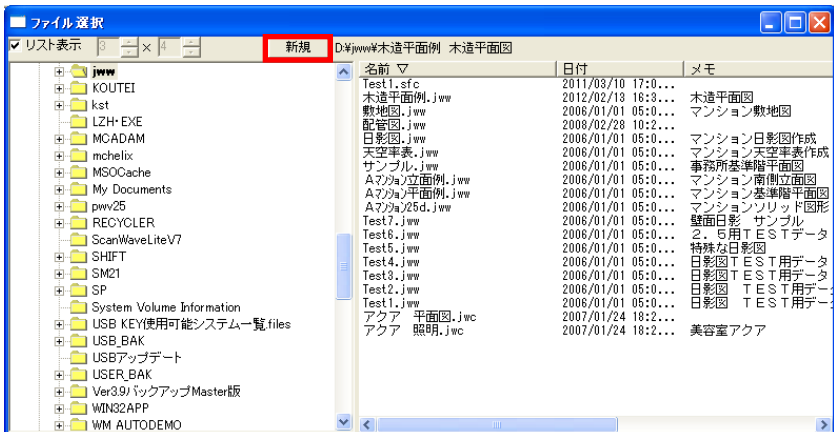 ファイル選択
リスト表示 3 × 4 新規 D:¥jww¥木造平面例 木造平面図
jww
KOUTEI
kst
LZH・EXE
MCADAM
mchelix
MSOCache
My Documents
pwv25
RECYCLER
ScanWaveLiteV7
SHIFT
SM21
SP
System Volume Information
USB KEY使用可能システム一覧.files
USB_BAK
USBアップデート
USER_BAK
Ver3.9バックアップMaster版
WIN32APP
WM AUTODEMO
名前 ▽ 日付 メモ
Test1.sfc 2011/03/10 17:0...
木造平面例.jww 2012/02/13 16:3... 木造平面図
敷地図.jww 2006/01/01 05:0... マンション敷地図
配管図.jww 2008/02/28 10:2...
日影図.jww 2006/01/01 05:0... マンション日影図作成
天空率表.jww 2006/01/01 05:0... マンション天空率表作成
サンプル.jww 2006/01/01 05:0... 事務所基準階平面図
Aマンション立面例.jww 2006/01/01 05:0... マンション南側立面図
Aマンション平面例.jww 2006/01/01 05:0... マンション基準階平面図
Aマンション25d.jww 2006/01/01 05:0... マンションソリッド図形
Test7.jww 2006/01/01 05:0... 壁面日影 サンプル
Test6.jww 2006/01/01 05:0... 2.5用TESTデータ
Test5.jww 2006/01/01 05:0... 特殊な日影図
Test4.jww 2006/01/01 05:0... 日影図TEST用データ
Test3.jww 2006/01/01 05:0... 日影図TEST用データ
Test2.jww 2006/01/01 05:0... 日影図 TEST用データ
Test1.jww 2006/01/01 05:0... 日影図 TEST用データ
アクア 平面図.jwc 2007/01/24 18:2...
アクア 照明.jwc 2007/01/24 18:2... 美容室アクア